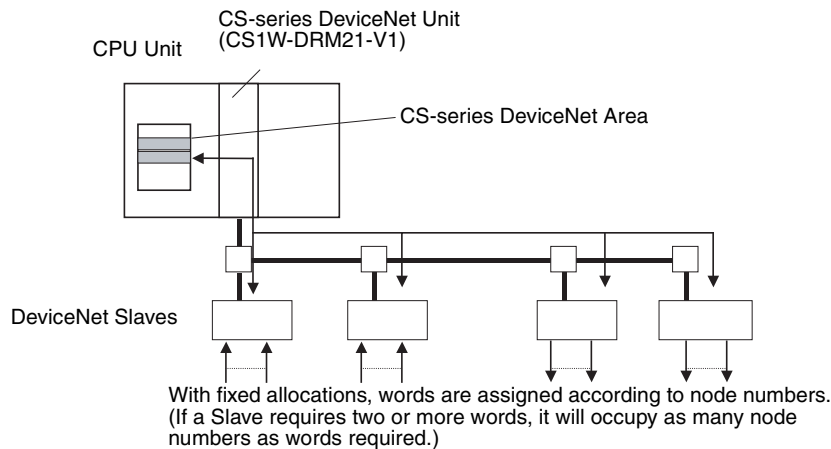 CS-series DeviceNet Unit
(CS1W-DRM21-V1)
CPU Unit
CS-series DeviceNet Area
DeviceNet Slaves
With fixed allocations, words are assigned according to node numbers.
(If a Slave requires two or more words, it will occupy as many node
numbers as words required.)